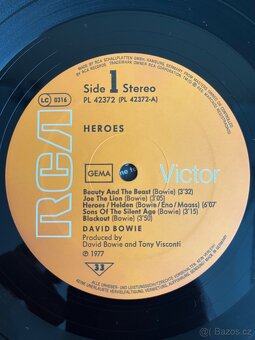 Side 1 Stereo
PL 42372 (PL 42372-A)
LC 0316
HEROES
RCA
Victor
GEMA
Beauty And The Beast (Bowie) (3'32)
Joe The Lion (Bowie) (3'05)
Heroes / Helden (Bowie/Eno/Maass) (6'07)
Sons Of The Silent Age (Bowie) (3'15)
Blackout (Bowie) (3'50)
DAVID BOWIE
Produced by
David Bowie and Tony Visconti
℗ 1977
33
Bazoš.cz